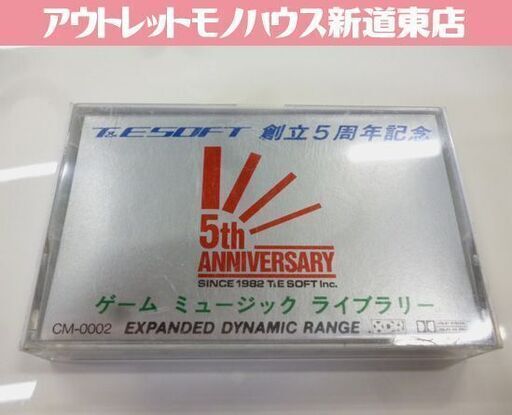 アウトレットモノハウス新道東店
T&E SOFT 創立5周年記念
5th
ANNIVERSARY
SINCE 1982 T&E SOFT Inc.
ゲーム ミュージック ライブラリー
CM-0002 EXPANDED DYNAMIC RANGE